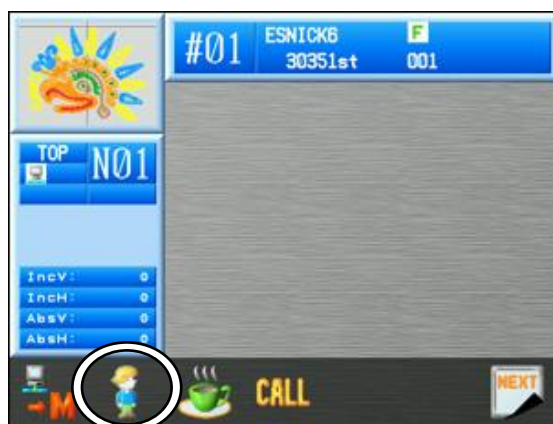 #01 ESNICK6 F
30351st 001
TOP N01
IncV: 0
IncH: 0
AbsV: 0
AbsH: 0
→M CALL NEXT